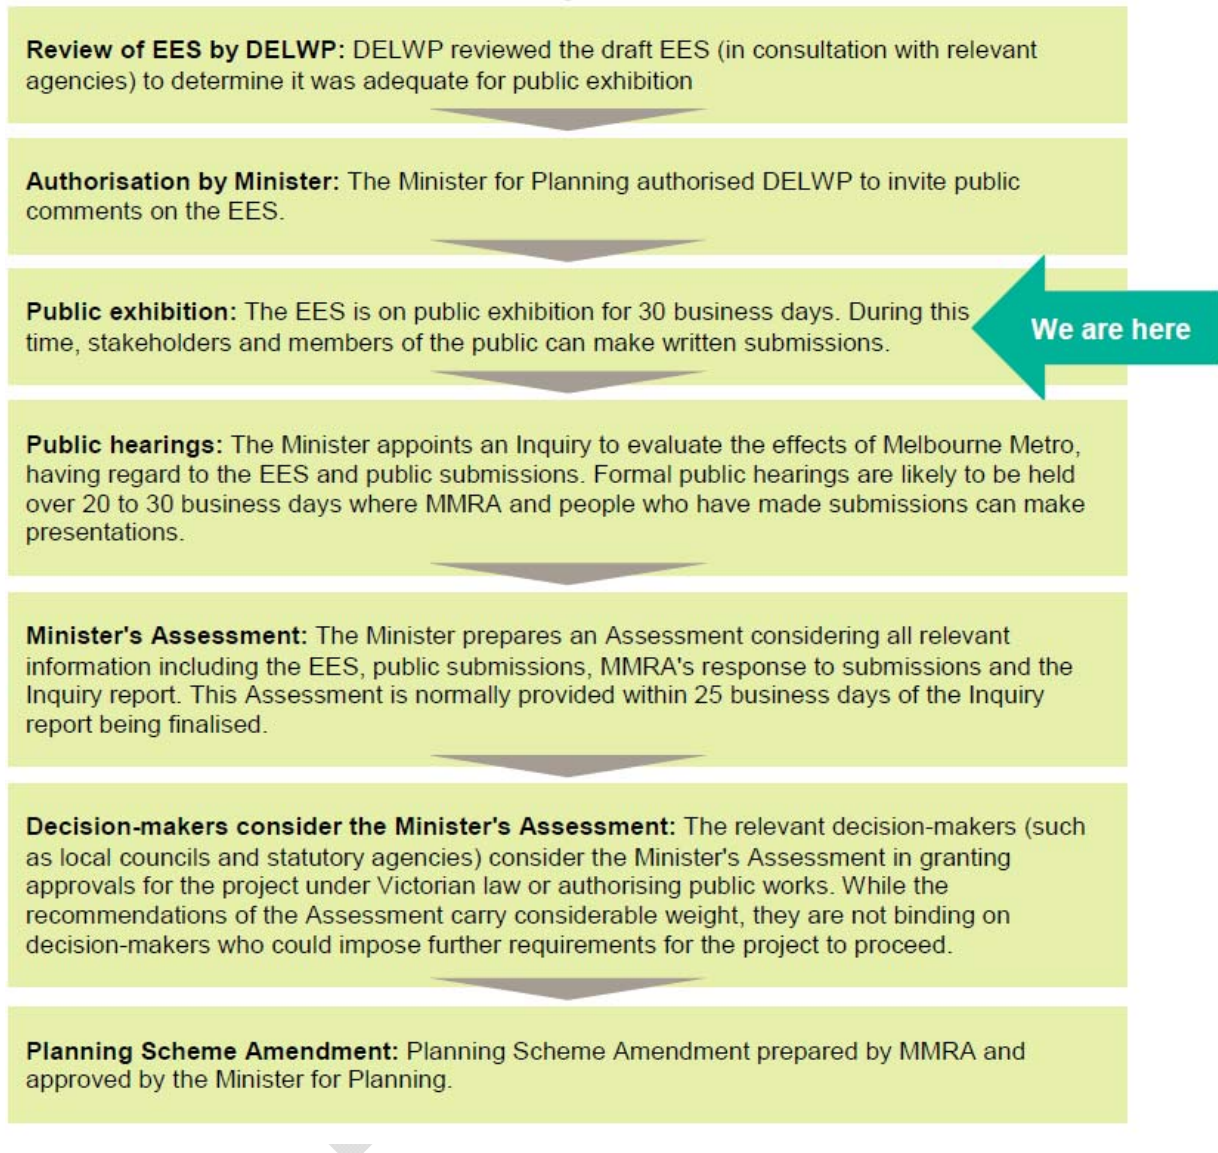 Review of EES by DELWP: DELWP reviewed the draft EES (in consultation with relevant
agencies) to determine it was adequate for public exhibition
Authorisation by Minister: The Minister for Planning authorised DELWP to invite public
comments on the EES.
Public exhibition: The EES is on public exhibition for 30 business days. During this
time, stakeholders and members of the public can make written submissions.
We are here
Public hearings: The Minister appoints an Inquiry to evaluate the effects of Melbourne Metro,
having regard to the EES and public submissions. Formal public hearings are likely to be held
over 20 to 30 business days where MMRA and people who have made submissions can make
presentations.
Minister's Assessment: The Minister prepares an Assessment considering all relevant
information including the EES, public submissions, MMRA's response to submissions and the
Inquiry report. This Assessment is normally provided within 25 business days of the Inquiry
report being finalised.
Decision-makers consider the Minister's Assessment: The relevant decision-makers (such
as local councils and statutory agencies) consider the Minister's Assessment in granting
approvals for the project under Victorian law or authorising public works. While the
recommendations of the Assessment carry considerable weight, they are not binding on
decision-makers who could impose further requirements for the project to proceed.
Planning Scheme Amendment: Planning Scheme Amendment prepared by MMRA and
approved by the Minister for Planning.